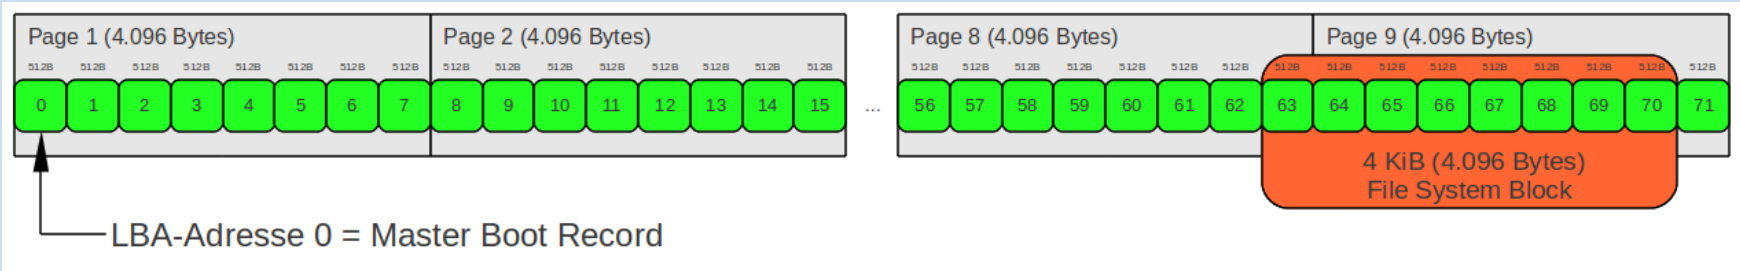 Page 1 (4.096 Bytes) Page 2 (4.096 Bytes) Page 8 (4.096 Bytes) Page 9 (4.096 Bytes)
512B 512B 512B 512B 512B 512B 512B 512B 512B 512B 512B 512B 512B 512B 512B 512B 512B 512B 512B 512B 512B 512B 512B 512B 512B 512B 512B 512B 512B 512B 512B 512B
0 1 2 3 4 5 6 7 8 9 10 11 12 13 14 15 ... 56 57 58 59 60 61 62 63 64 65 66 67 68 69 70 71
4 KiB (4.096 Bytes)
File System Block
LBA-Adresse 0 = Master Boot Record